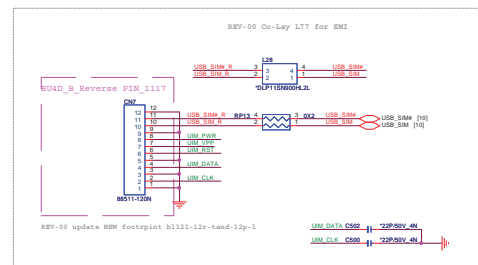 REV-00 Co-Lay L77 for EMI
L28
USB_SIM#_R 3 3 4 4 USB_SIM#
USB_SIM_R 2 2 1 1 USB_SIM
*DLP11SN900HL2L
BU4D_B_Reverse PIN_1117
CN7
12 12
11 11 USB_SIM#_R RP13 4 3 0X2 USB_SIM# USB_SIM# [10]
10 10 USB_SIM_R 2 1 USB_SIM USB_SIM [10]
9 9
8 8 UIM_PWR
7 7 UIM_VPP
6 6 UIM_RST
5 5
4 4 UIM_DATA
3 3
2 2 UIM_CLK
1 1
88511-120N
REV-00 update NEW footrpint bl121-12r-tand-12p-l
UIM_DATA C502 *22P/50V_4N
UIM_CLK C500 *22P/50V_4N